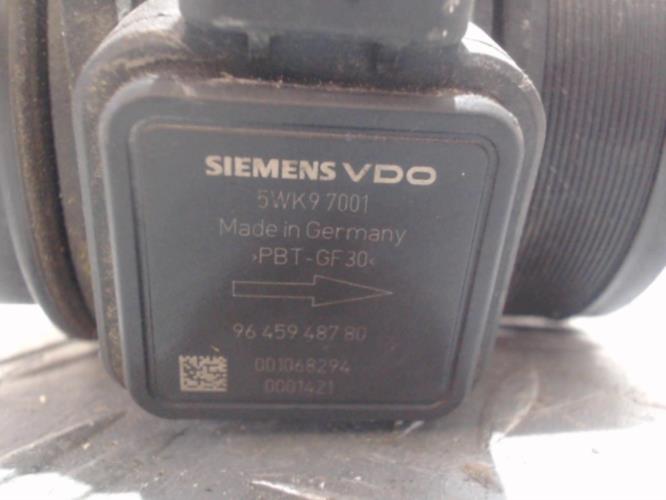 SIEMENS VDO
5WK9 7001
Made in Germany
>PBT-GF30<
96 459 487 80
001068294
0001421